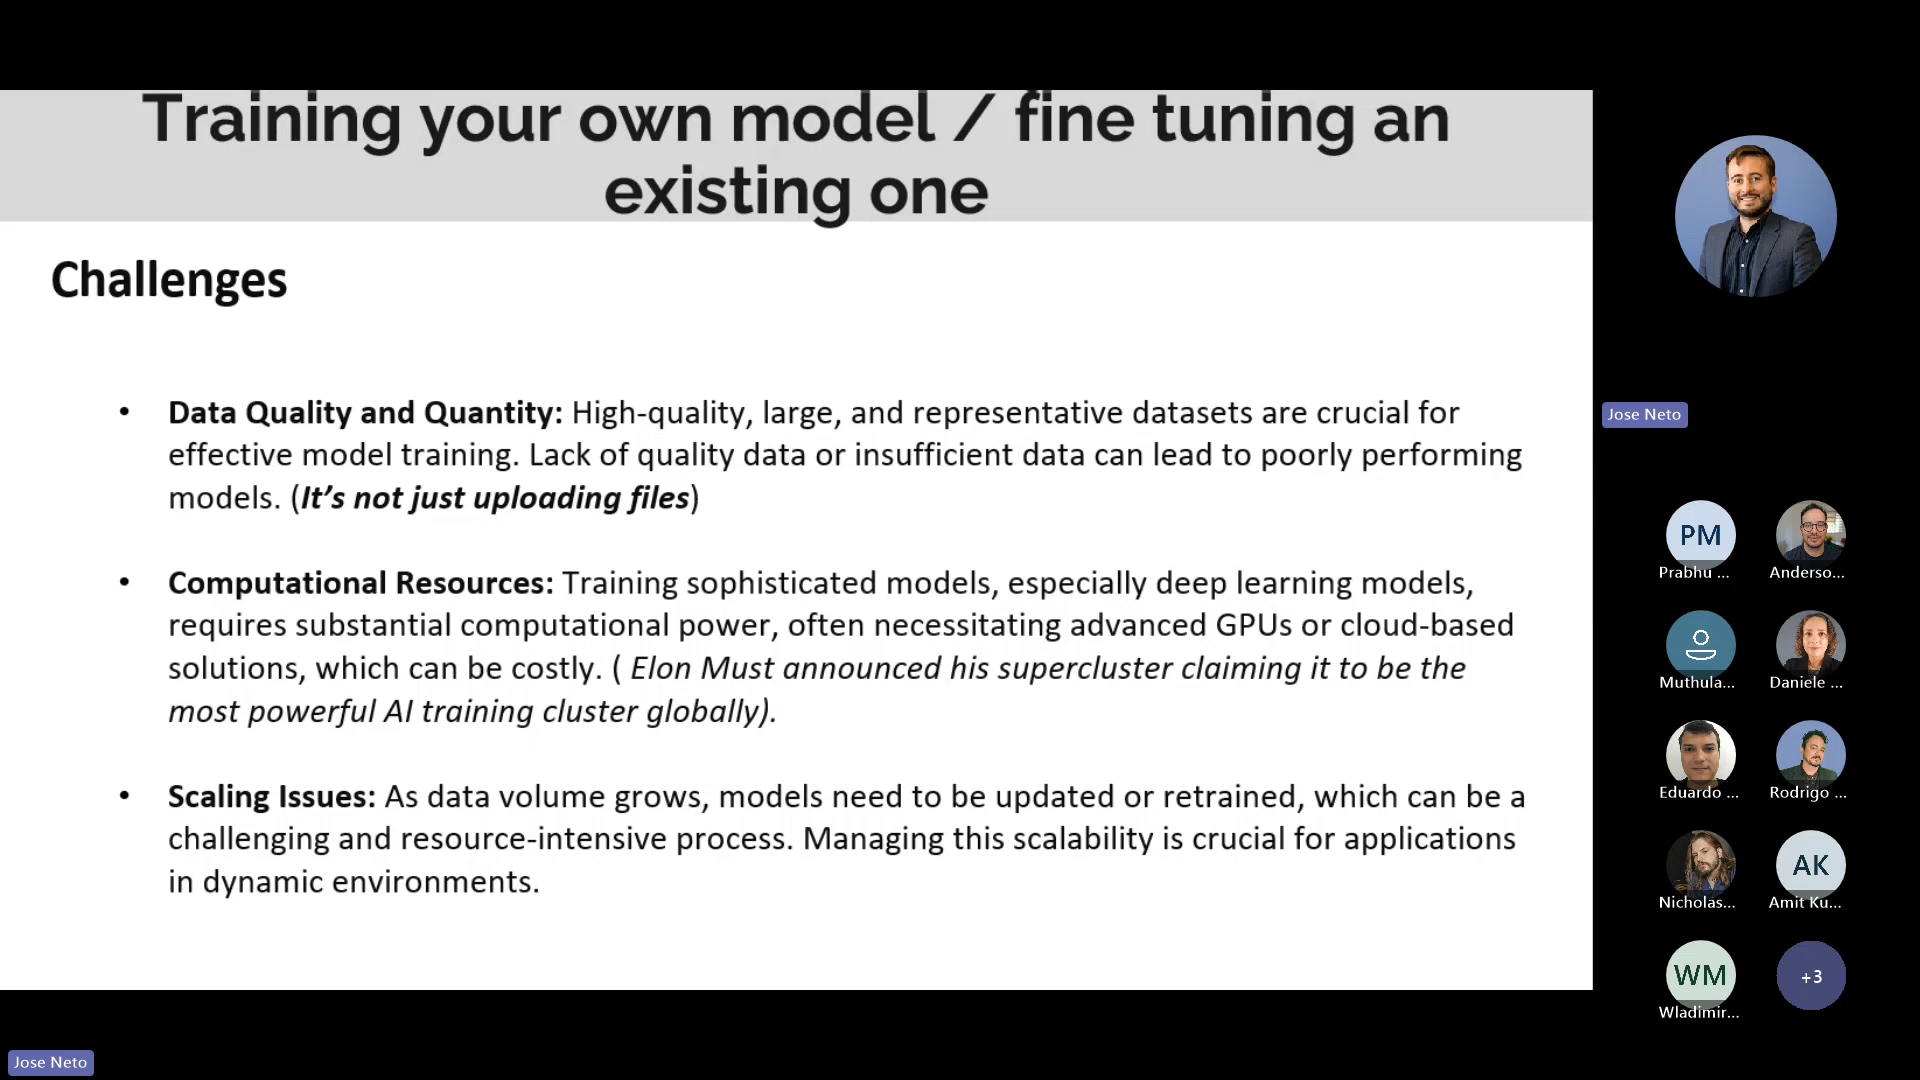 Training your own model / fine tuning an
existing one
Challenges
• Data Quality and Quantity: High-quality, large, and representative datasets are crucial for
effective model training. Lack of quality data or insufficient data can lead to poorly performing
models. (It’s not just uploading files)
• Computational Resources: Training sophisticated models, especially deep learning models,
requires substantial computational power, often necessitating advanced GPUs or cloud-based
solutions, which can be costly. ( Elon Must announced his supercluster claiming it to be the
most powerful AI training cluster globally).
• Scaling Issues: As data volume grows, models need to be updated or retrained, which can be a
challenging and resource-intensive process. Managing this scalability is crucial for applications
in dynamic environments.
Jose Neto
PM
Prabhu ...
Anderso...
Muthula...
Daniele ...
Eduardo ...
Rodrigo ...
Nicholas...
AK
Amit Ku...
WM
Wladimir...
+3
Jose Neto